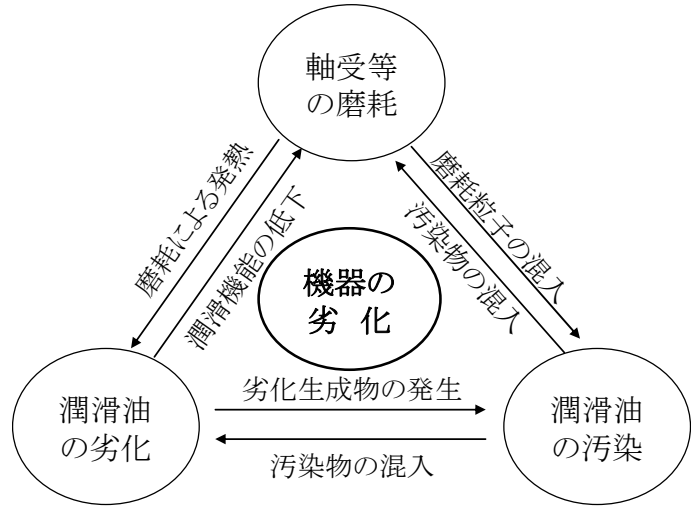 軸受等
の磨耗
磨耗による発熱
潤滑機能の低下
磨耗粒子の混入
汚染物の混入
機器の
劣 化
潤滑油
の劣化
劣化生成物の発生
汚染物の混入
潤滑油
の汚染